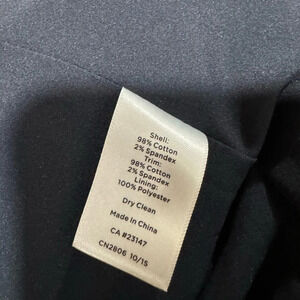 Shell:
98% Cotton
2% Spandex
Trim:
98% Cotton
2% Spandex
Lining:
100% Polyester
Dry Clean
Made In China
CA #23147
CN2806 10/15